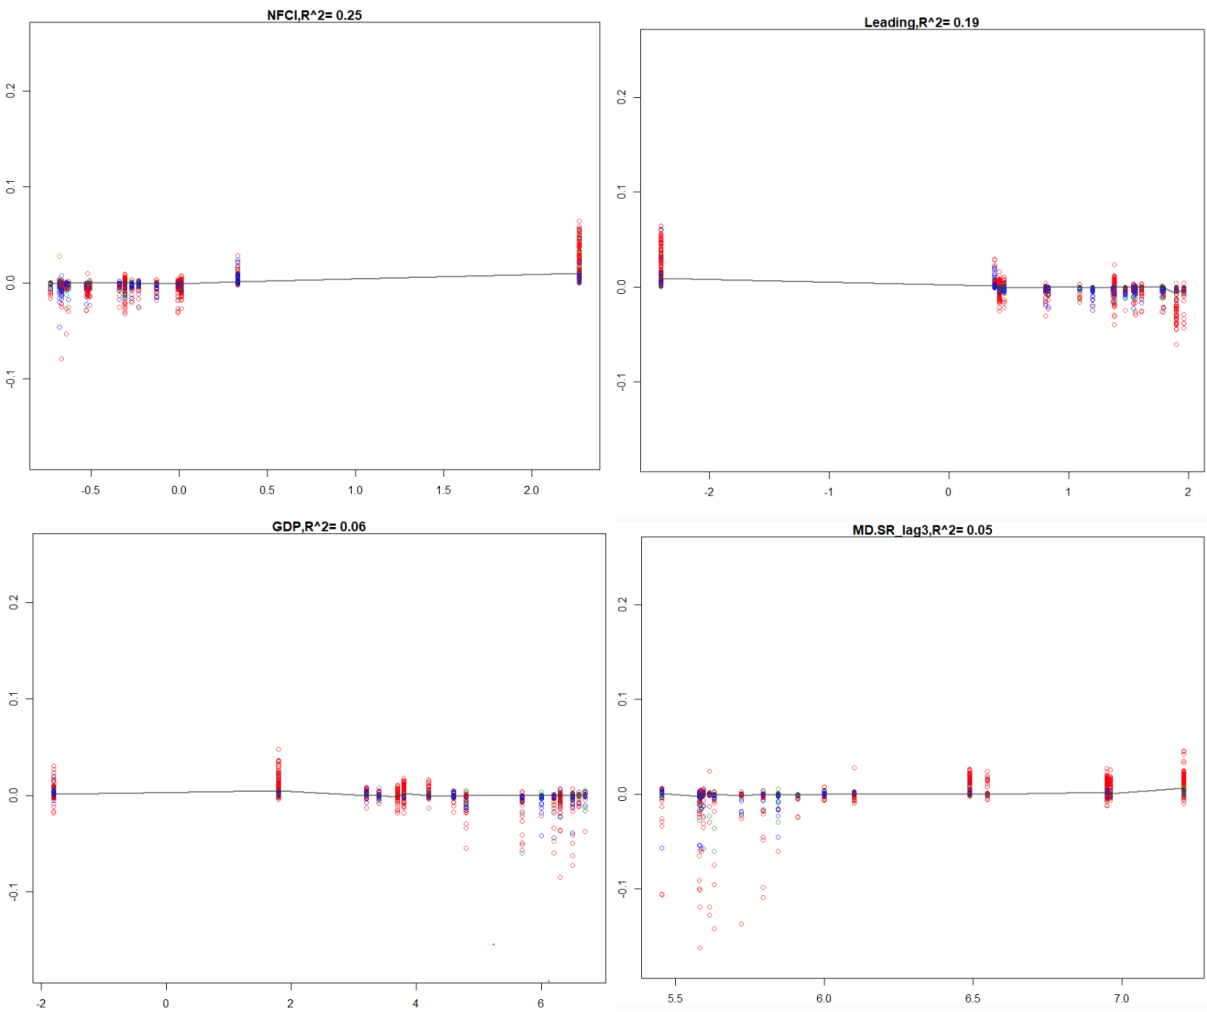 NFCI,R^2= 0.25
0.2
0.1
0.0
-0.1
-0.5 0.0 0.5 1.0 1.5 2.0
Leading,R^2= 0.19
0.2
0.1
0.0
-0.1
-2 -1 0 1 2
GDP,R^2= 0.06
0.2
0.1
0.0
-0.1
-2 0 2 4 6
MD.SR_lag3,R^2= 0.05
0.2
0.1
0.0
-0.1
5.5 6.0 6.5 7.0